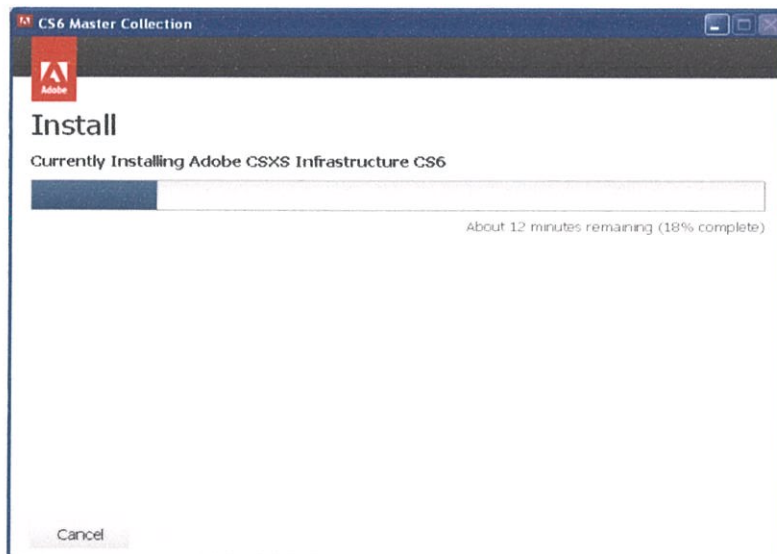 CS6 Master Collection
Adobe
Install
Currently Installing Adobe CSXS Infrastructure CS6
About 12 minutes remaining (18% complete)
Cancel